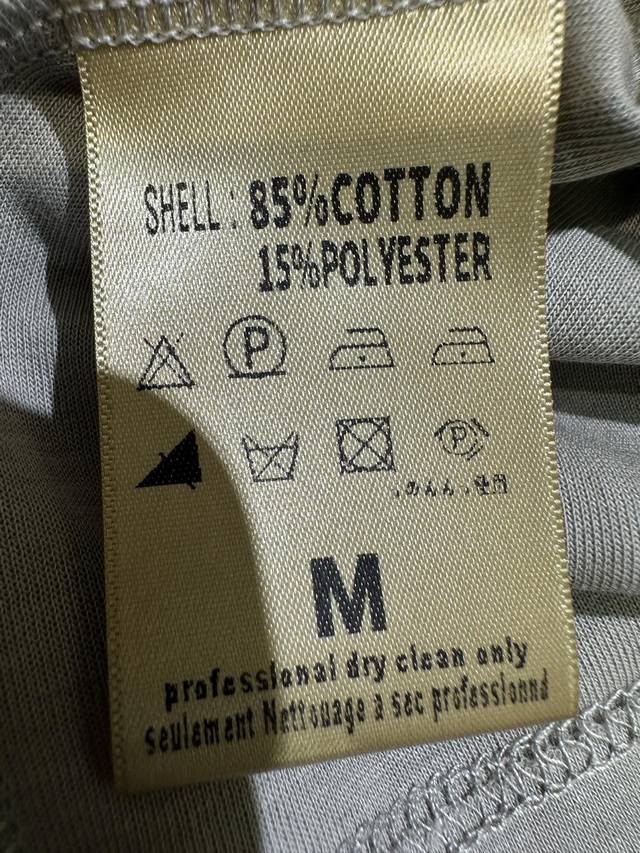 SHELL : 85%COTTON
15%POLYESTER
P
P
M
professional dry clean only
seulement Nettouage a sec professionnd